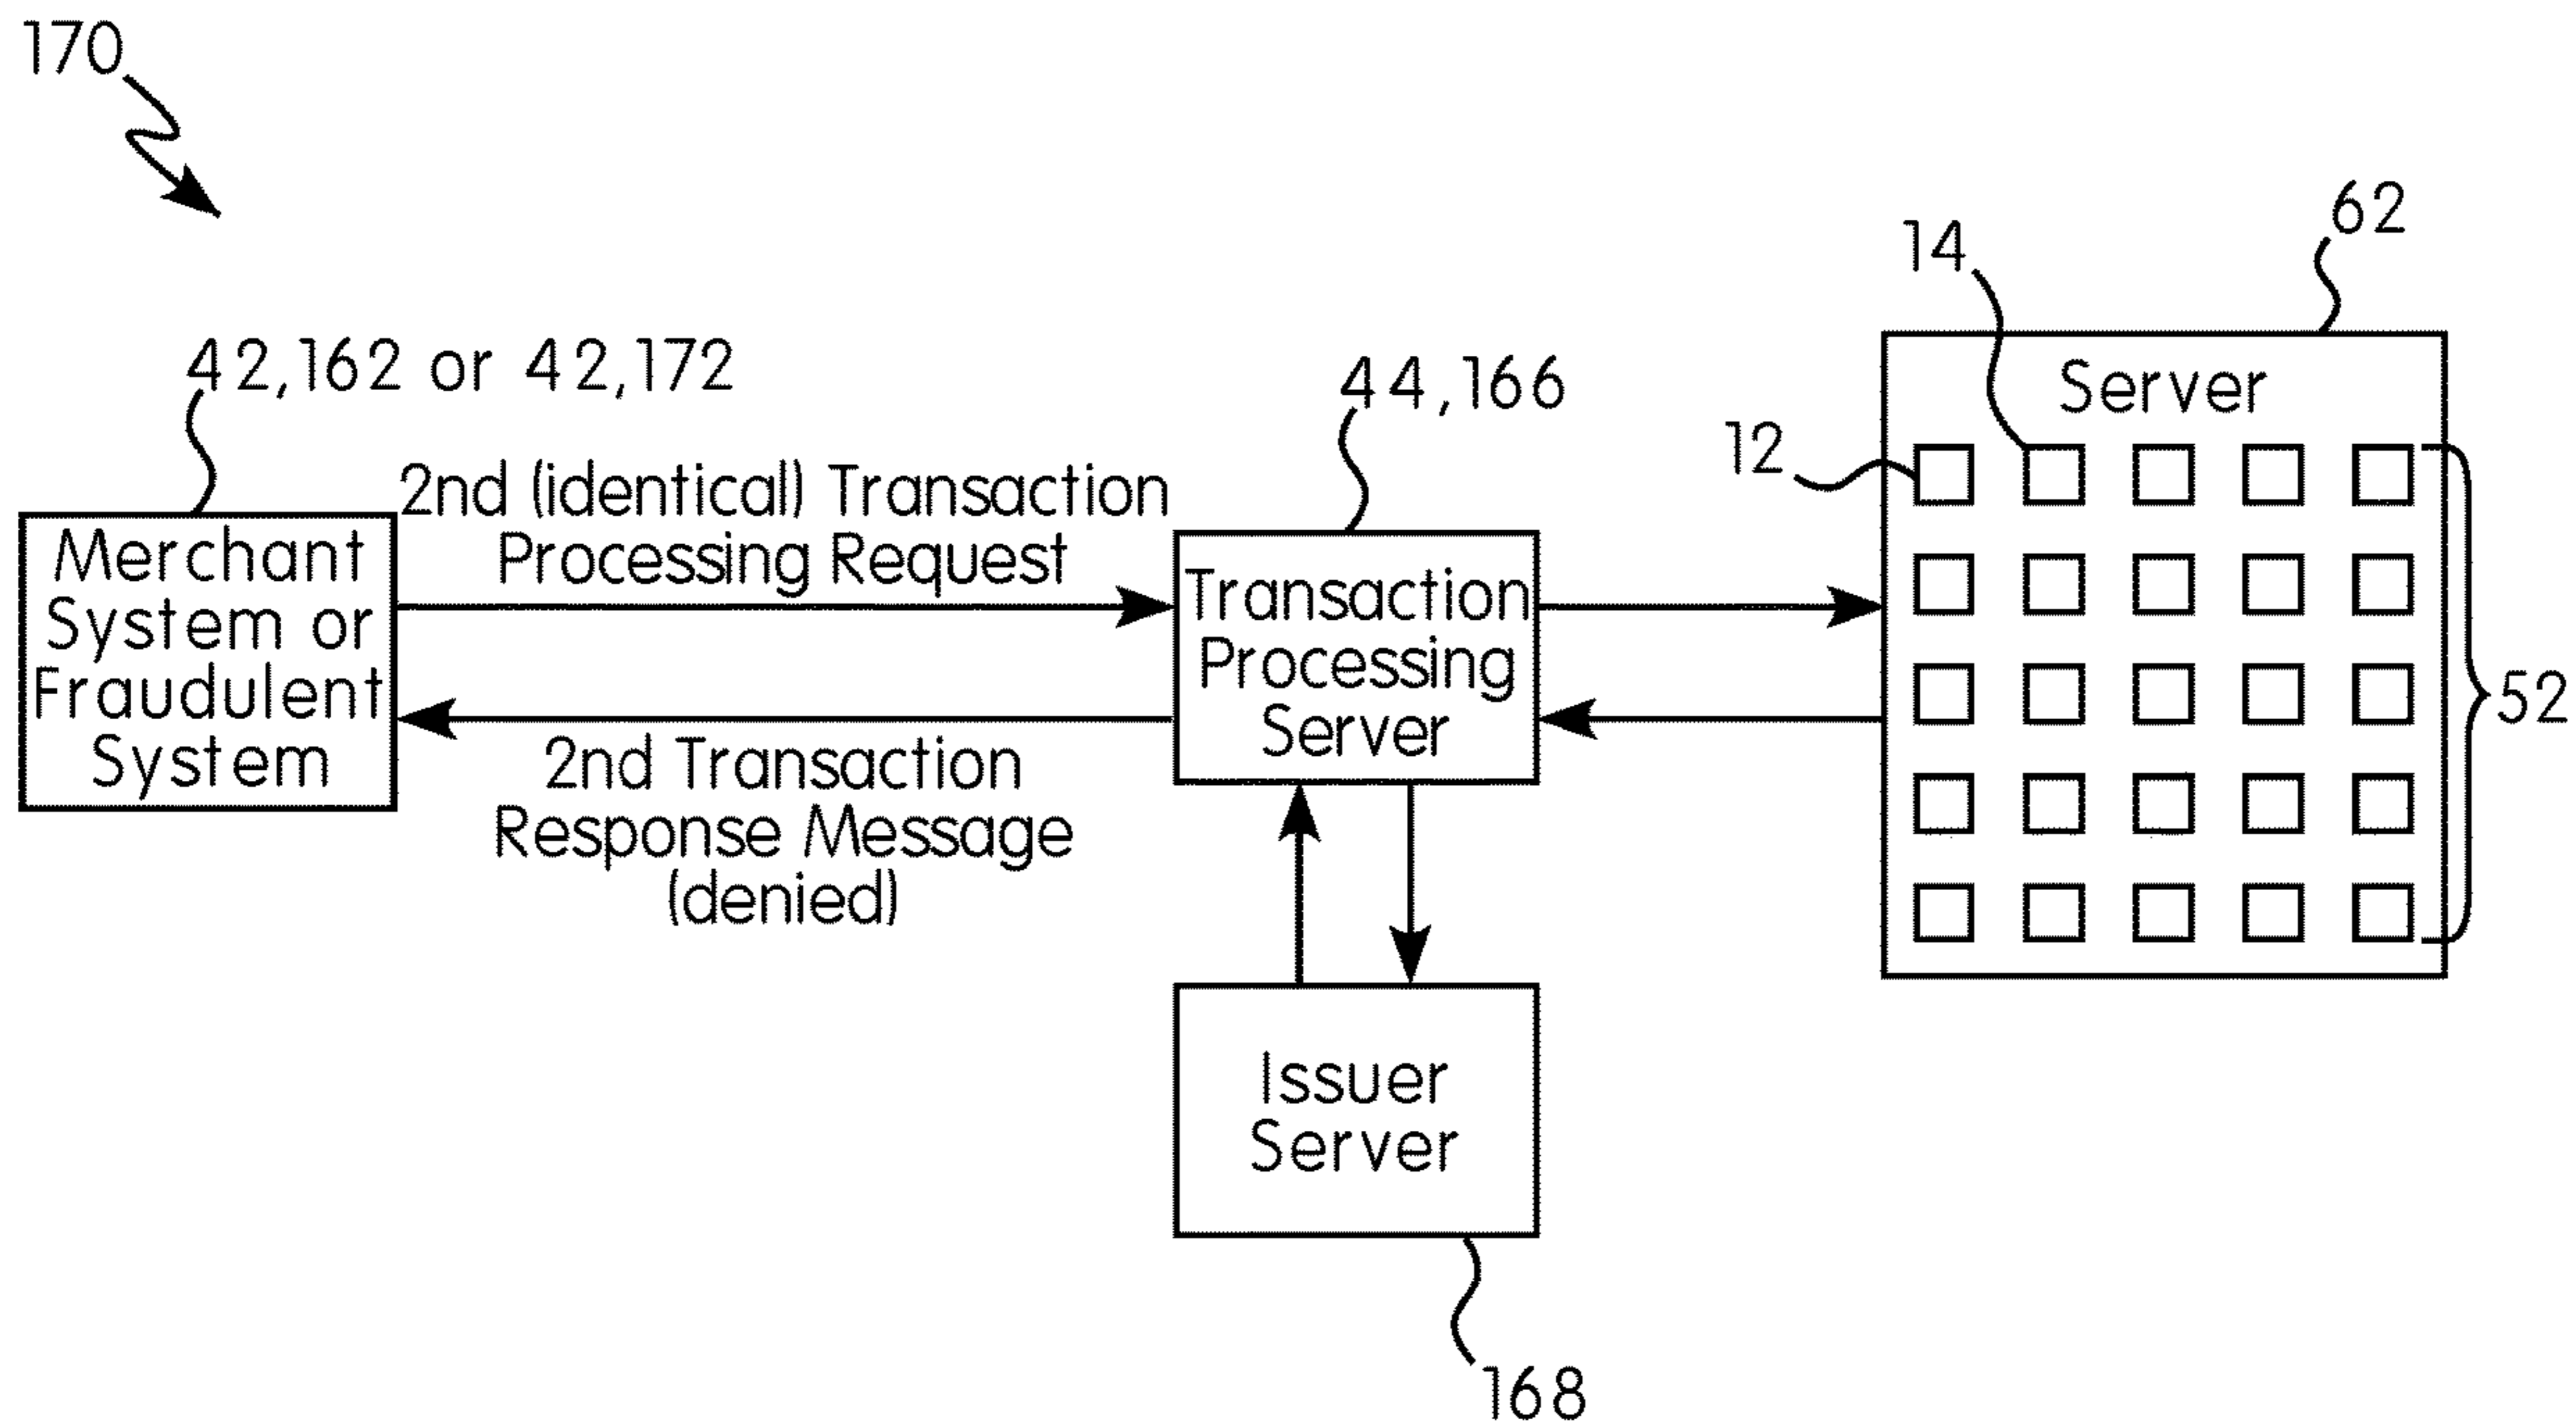 170
62
14
42,162 or 42,172
44,166
Server
12
2nd (identical) Transaction
Processing Request
Merchant
System or
Fraudulent
System
Transaction
Processing
Server
52
2nd Transaction
Response Message
(denied)
Issuer
Server
168